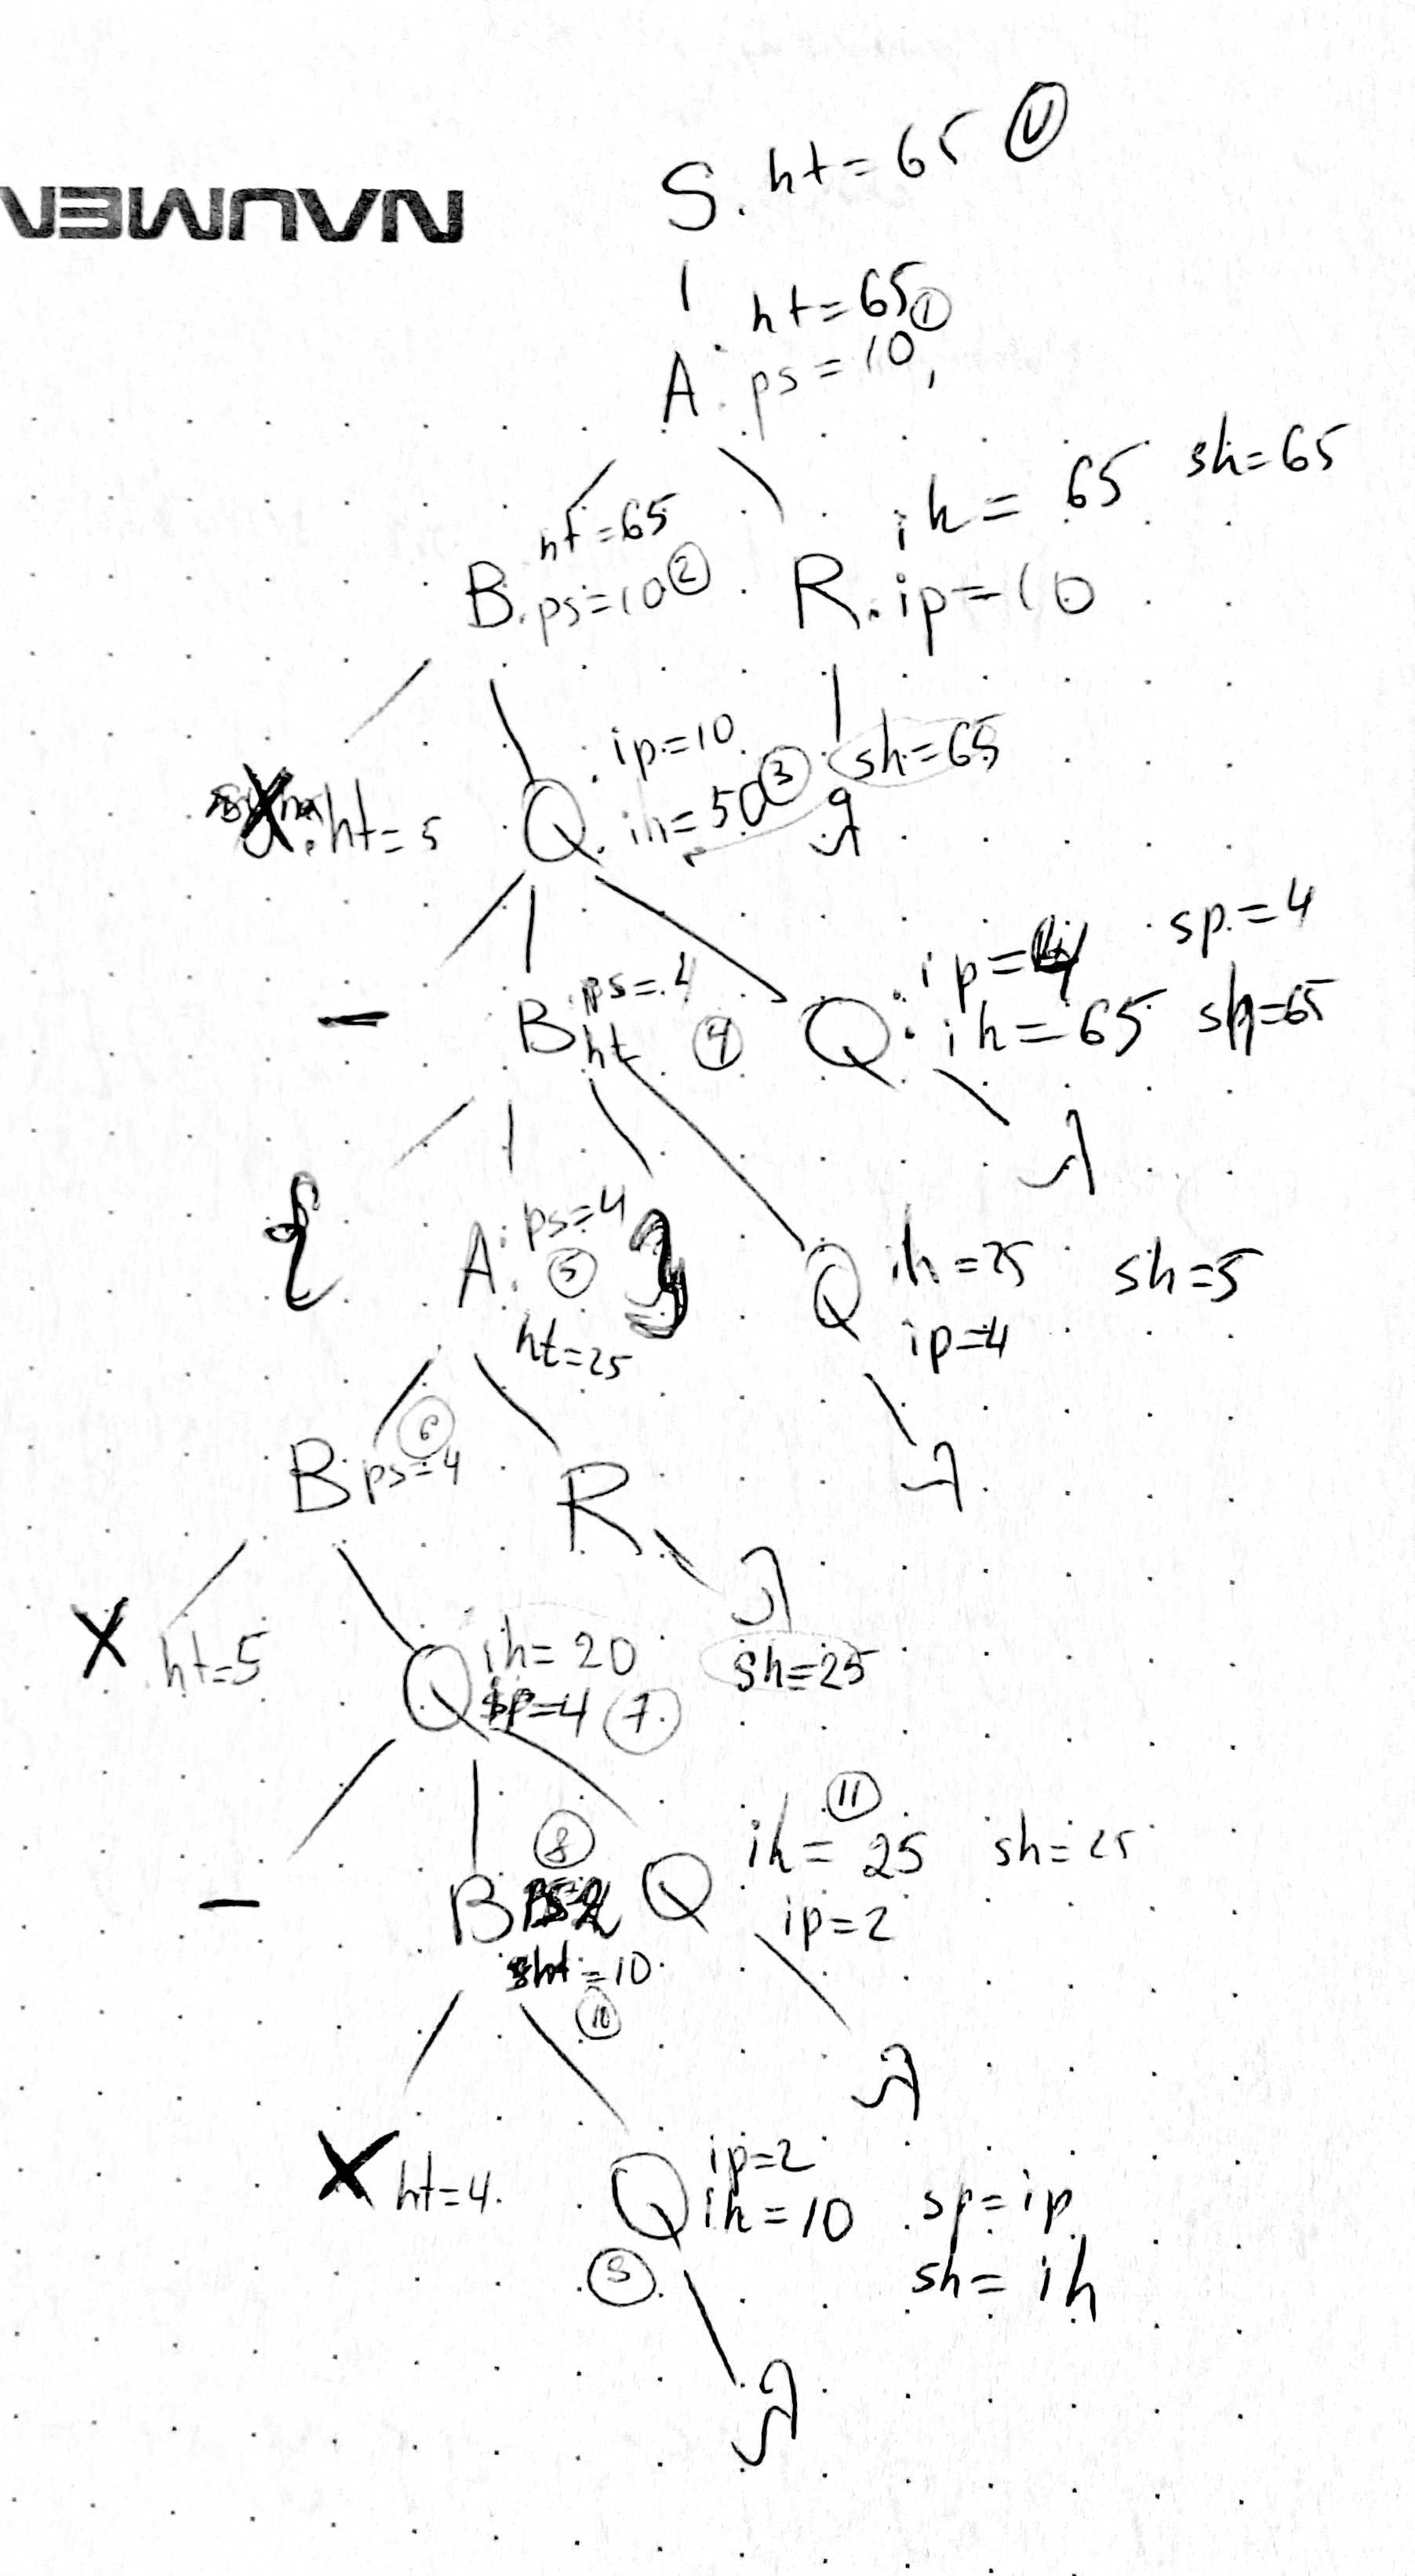 NAUMEN
S. ht=65
ht=65 ①
A. ps=10,
ih=65 sh=65
ht=65
B. ps=10 ② R. ip=10
ip=10
sh=65
ht=5 Q. ih=50 ③ λ
ip=4 sp=4
– B ps=4 ht ④ Q. ih=65 sh=65
λ
{ A. ps=4 ⑤ ht=25 } Q ih=25 sh=5
ip=4
λ
⑥
B ps=4 R
λ
X ht=5 Q ih=20 sh=25
ip=4 ⑦
⑪
⑧ ih=25 sh=25
– B Q ip=2
ht=10
⑩
λ
X ht=4 Q ip=2
ih=10 sp=ip
sh=ih
λ